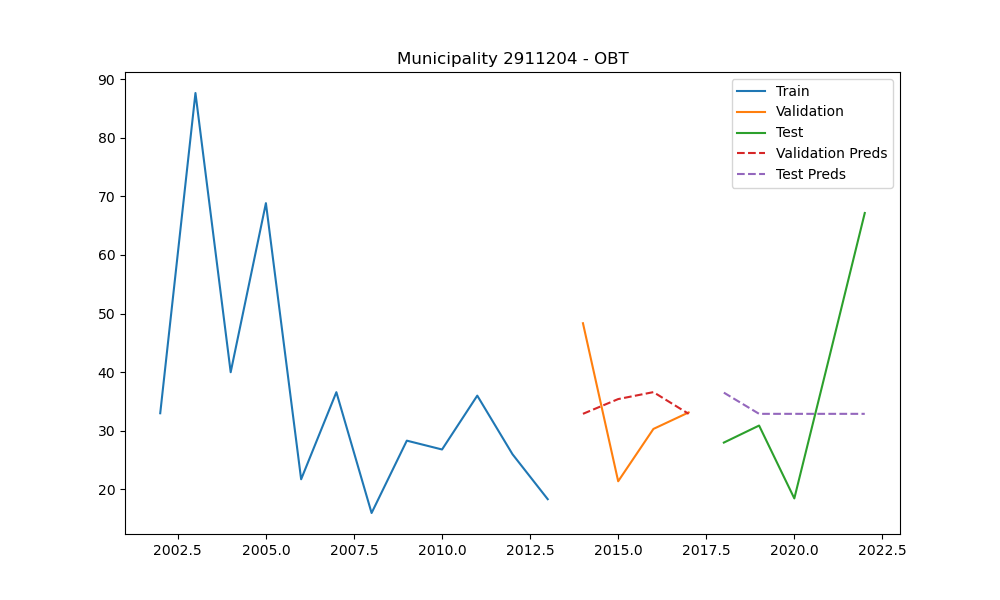 Municipality 2911204 - OBT
90
80
70
60
50
40
30
20
2002.5 2005.0 2007.5 2010.0 2012.5 2015.0 2017.5 2020.0 2022.5
Train
Validation
Test
Validation Preds
Test Preds